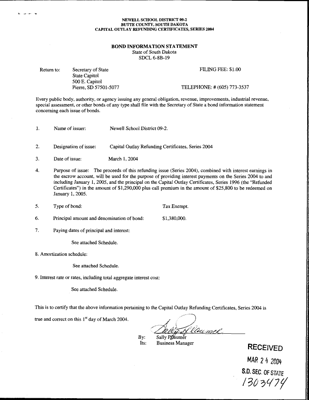 NEWELL SCHOOL DISTRICT 09-2
BUTTE COUNTY, SOUTH DAKOTA
CAPITAL OUTLAY REFUNDING CERTIFICATES, SERIES 2004
BOND INFORMATION STATEMENT
State of South Dakota
SDCL 6-8B-19
Return to: Secretary of State FILING FEE: $1.00
State Capitol
500 E. Capitol
Pierre, SD 57501-5077 TELEPHONE: # (605) 773-3537
Every public body, authority, or agency issuing any general obligation, revenue, improvements, industrial revenue,
special assessment, or other bonds of any type shall file with the Secretary of State a bond information statement
concerning each issue of bonds.
1. Name of issuer: Newell School District 09-2.
2. Designation of issue: Capital Outlay Refunding Certificates, Series 2004
3. Date of issue: March 1, 2004
4. Purpose of issue: The proceeds of this refunding issue (Series 2004), combined with interest earnings in
the escrow account, will be used for the purpose of providing interest payments on the Series 2004 to and
including January 1, 2005, and the principal on the Capital Outlay Certificates, Series 1996 (the "Refunded
Certificates") in the amount of $1,290,000 plus call premium in the amount of $25,800 to be redeemed on
January 1, 2005.
5. Type of bond: Tax Exempt.
6. Principal amount and denomination of bond: $1,380,000.
7. Paying dates of principal and interest:
See attached Schedule.
8. Amortization schedule:
See attached Schedule.
9. Interest rate or rates, including total aggregate interest cost:
See attached Schedule.
This is to certify that the above information pertaining to the Capital Outlay Refunding Certificates, Series 2004 is
true and correct on this 1st day of March 2004.
By: Sally
Its: Business Manager
RECEIVED
MAR 24 2004
S.D. SEC OF STATE
1303474